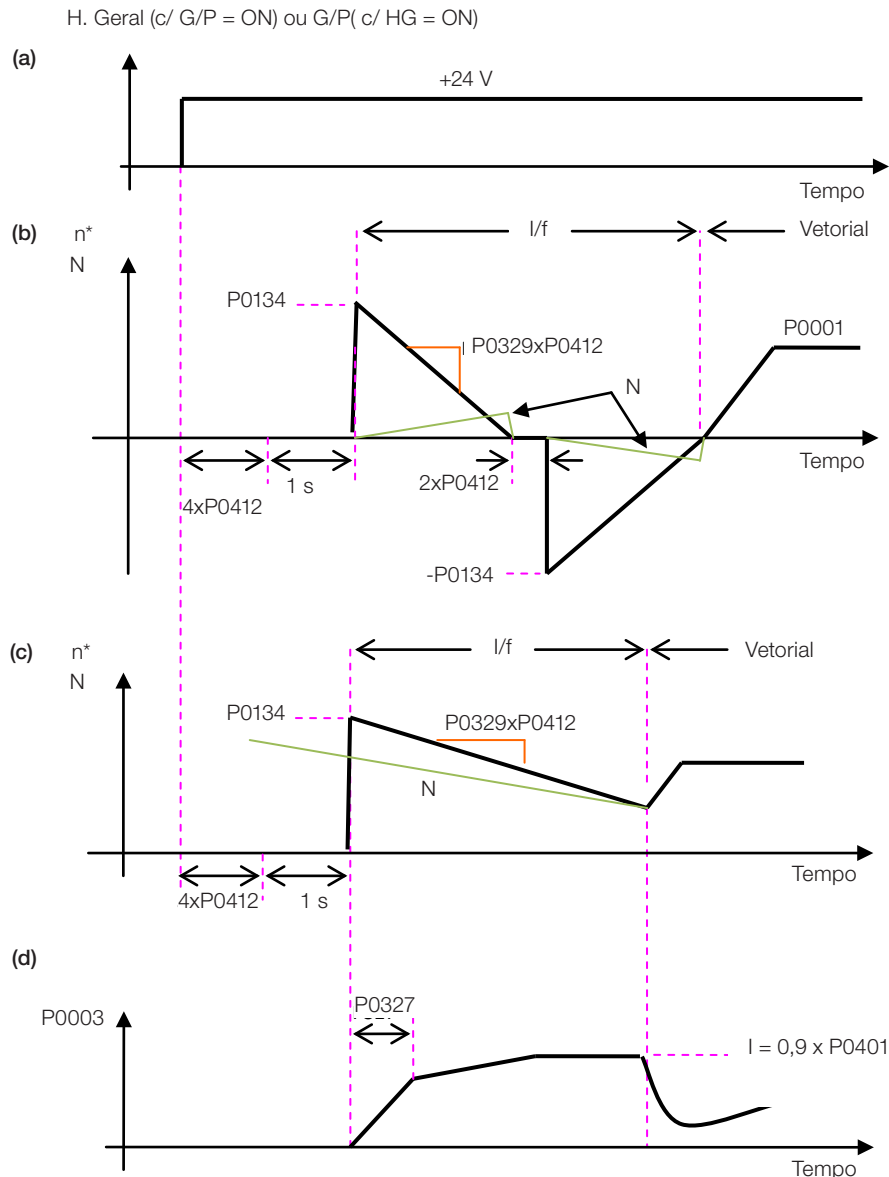 H. Geral (c/ G/P = ON) ou G/P( c/ HG = ON)
(a)
+24 V
Tempo
(b)
n*
N
I/f
Vetorial
P0134
P0329xP0412
N
P0001
Tempo
4xP0412
1 s
2xP0412
-P0134
(c)
n*
N
I/f
Vetorial
P0134
P0329xP0412
N
Tempo
4xP0412
1 s
(d)
P0003
P0327
I = 0,9 x P0401
Tempo